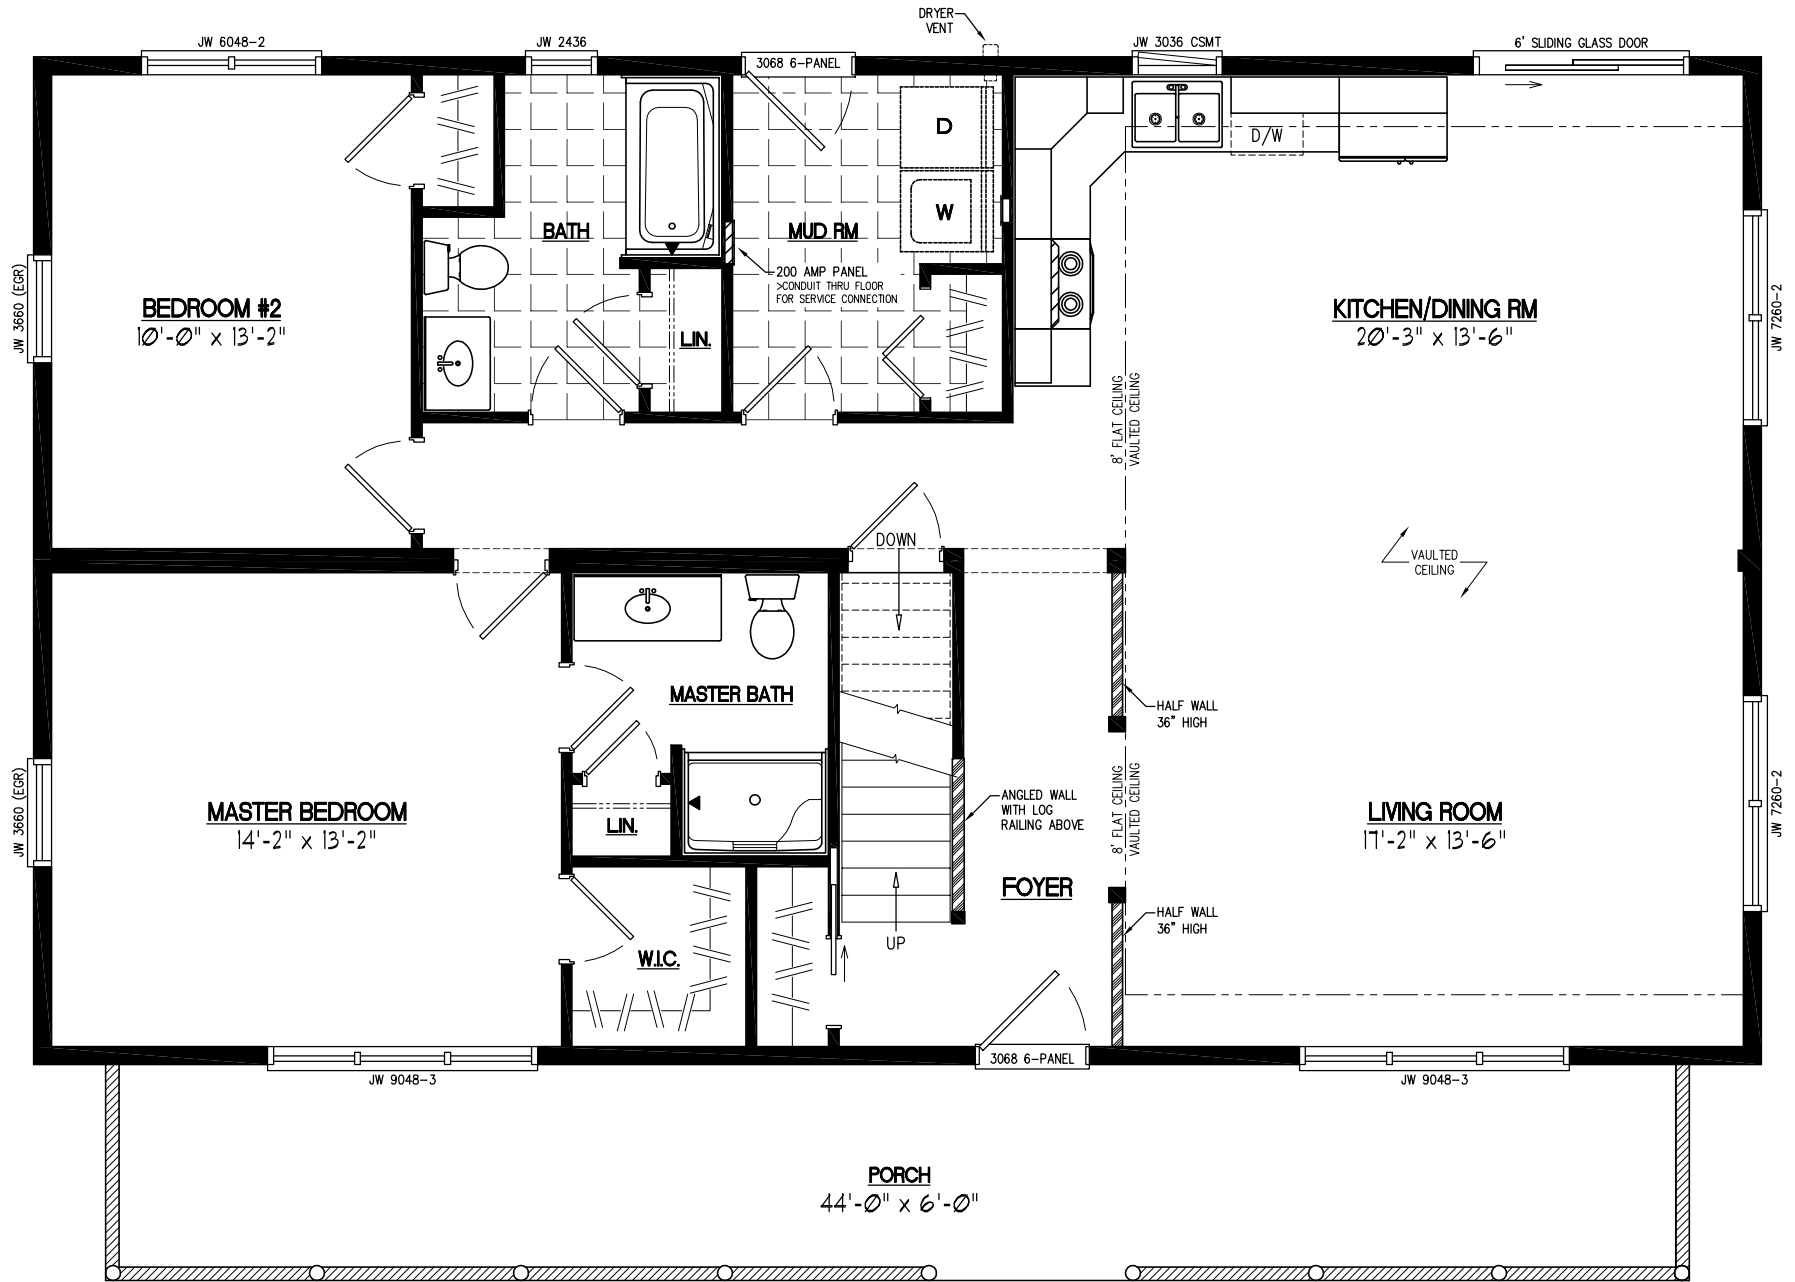 DRYER
VENT
JW 6048-2
JW 2436
3068 6-PANEL
JW 3036 CSMT
6' SLIDING GLASS DOOR
D
D/W
W
BATH
MUD RM
200 AMP PANEL
>CONDUIT THRU FLOOR
FOR SERVICE CONNECTION
JW 3660 (EGR)
BEDROOM #2
10'-0" x 13'-2"
LIN.
KITCHEN/DINING RM
20'-3" x 13'-6"
JW 7260-2
8' FLAT CEILING
VAULTED CEILING
DOWN
VAULTED
CEILING
MASTER BATH
HALF WALL
36" HIGH
JW 3660 (EGR)
MASTER BEDROOM
14'-2" x 13'-2"
LIN.
ANGLED WALL
WITH LOG
RAILING ABOVE
8' FLAT CEILING
VAULTED CEILING
LIVING ROOM
17'-2" x 13'-6"
JW 7260-2
FOYER
HALF WALL
36" HIGH
UP
W.I.C.
3068 6-PANEL
JW 9048-3
JW 9048-3
PORCH
44'-0" x 6'-0"